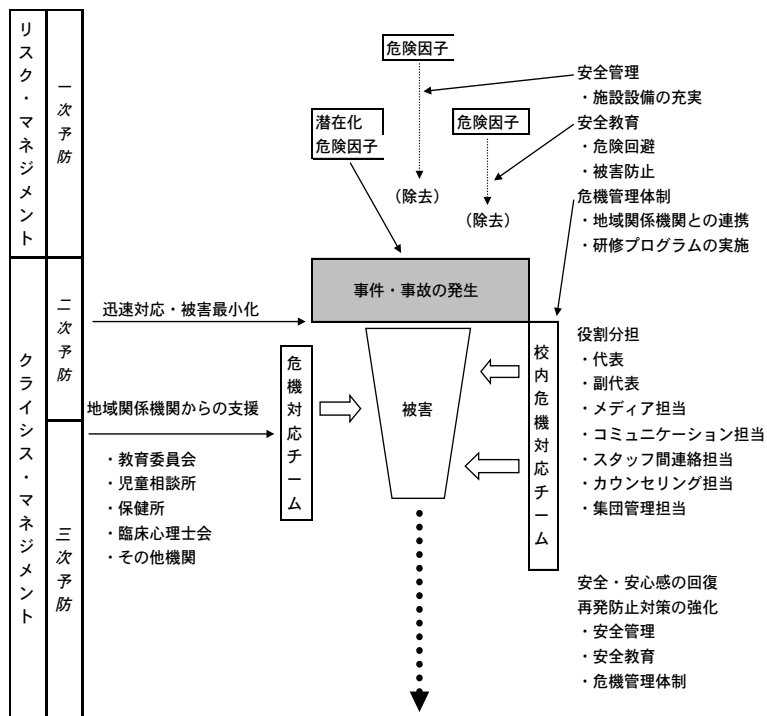 リスク・マネジメント
クライシス・マネジメント
一次予防
二次予防
三次予防
危険因子
潜在化
危険因子
危険因子
（除去）
（除去）
安全管理
・施設設備の充実
安全教育
・危険回避
・被害防止
危機管理体制
・地域関係機関との連携
・研修プログラムの実施
事件・事故の発生
迅速対応・被害最小化
地域関係機関からの支援
・教育委員会
・児童相談所
・保健所
・臨床心理士会
・その他機関
危機対応チーム
被害
校内危機対応チーム
役割分担
・代表
・副代表
・メディア担当
・コミュニケーション担当
・スタッフ間連絡担当
・カウンセリング担当
・集団管理担当
安全・安心感の回復
再発防止対策の強化
・安全管理
・安全教育
・危機管理体制